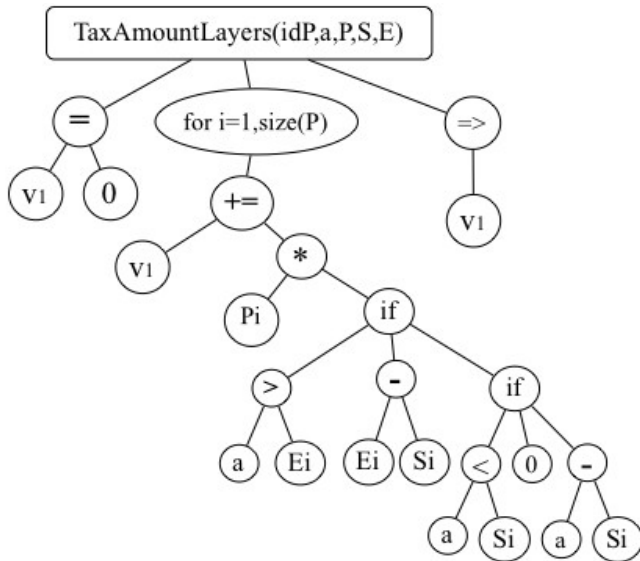 TaxAmountLayers(idP,a,P,S,E)
=
for i=1,size(P)
=>
v1
0
+=
v1
v1
*
Pi
if
>
-
if
a
Ei
Ei
Si
<
0
-
a
Si
a
Si